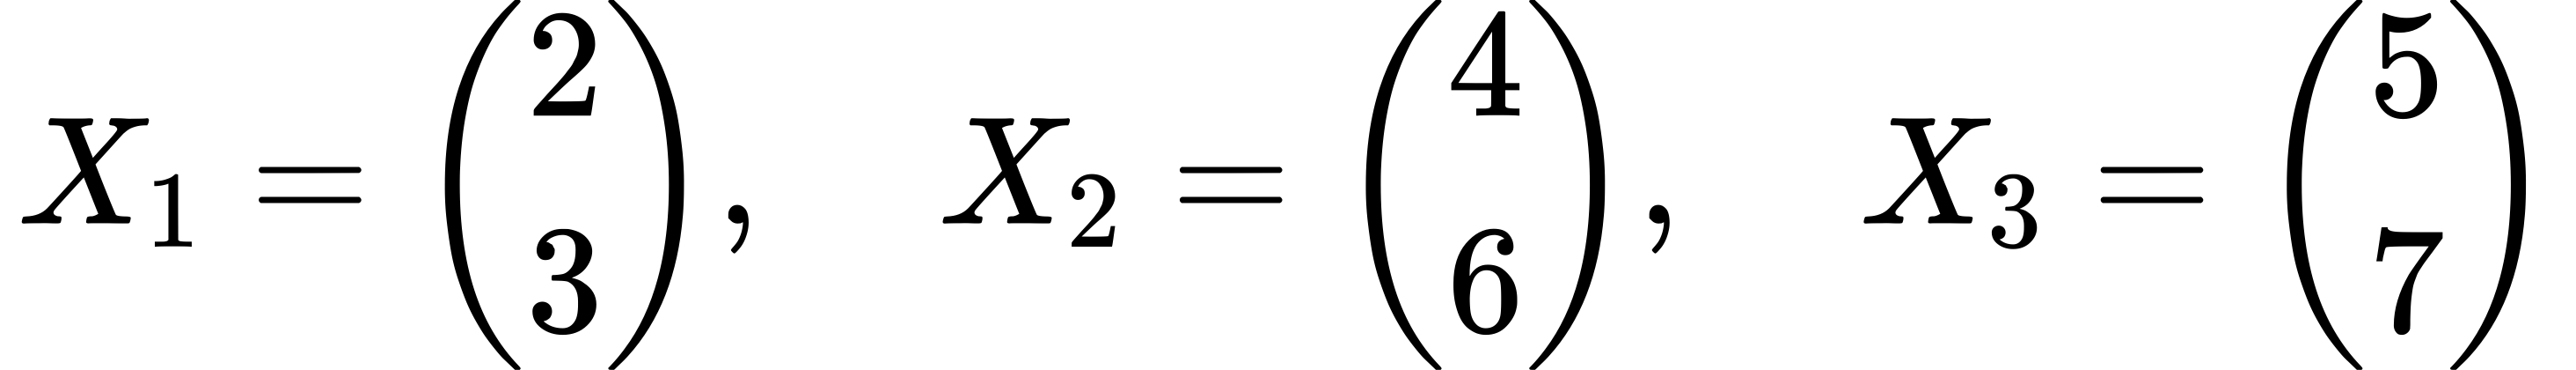 X₁ = (2 3), X₂ = (4 6), X₃ = (5 7)